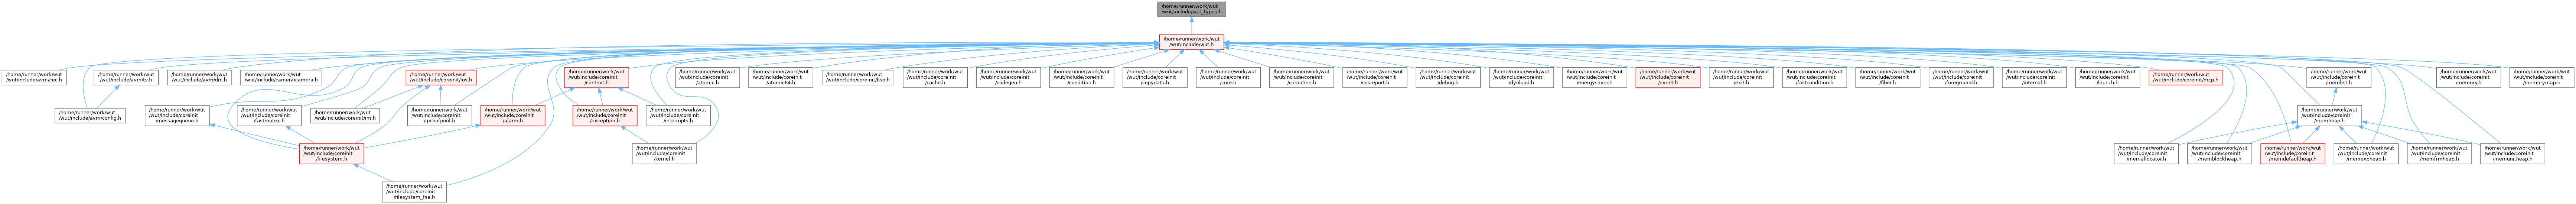 /home/runner/work/wut
/wut/include/wut_types.h
/home/runner/work/wut
/wut/include/wut.h
/home/runner/work/wut
/wut/include/avm/cec.h
/home/runner/work/wut
/wut/include/avm/tv.h
/home/runner/work/wut
/wut/include/avm/drc.h
/home/runner/work/wut
/wut/include/camera/camera.h
/home/runner/work/wut
/wut/include/coreinit/ios.h
/home/runner/work/wut
/wut/include/coreinit
/context.h
/home/runner/work/wut
/wut/include/coreinit
/atomic.h
/home/runner/work/wut
/wut/include/coreinit
/atomic64.h
/home/runner/work/wut
/wut/include/coreinit/bsp.h
/home/runner/work/wut
/wut/include/coreinit
/cache.h
/home/runner/work/wut
/wut/include/coreinit
/codegen.h
/home/runner/work/wut
/wut/include/coreinit
/condition.h
/home/runner/work/wut
/wut/include/coreinit
/copydata.h
/home/runner/work/wut
/wut/include/coreinit
/core.h
/home/runner/work/wut
/wut/include/coreinit
/coroutine.h
/home/runner/work/wut
/wut/include/coreinit
/cosreport.h
/home/runner/work/wut
/wut/include/coreinit
/debug.h
/home/runner/work/wut
/wut/include/coreinit
/dynload.h
/home/runner/work/wut
/wut/include/coreinit
/energysaver.h
/home/runner/work/wut
/wut/include/coreinit
/event.h
/home/runner/work/wut
/wut/include/coreinit
/exit.h
/home/runner/work/wut
/wut/include/coreinit
/fastcondition.h
/home/runner/work/wut
/wut/include/coreinit
/fiber.h
/home/runner/work/wut
/wut/include/coreinit
/foreground.h
/home/runner/work/wut
/wut/include/coreinit
/internal.h
/home/runner/work/wut
/wut/include/coreinit
/launch.h
/home/runner/work/wut
/wut/include/coreinit/mcp.h
/home/runner/work/wut
/wut/include/coreinit
/memlist.h
/home/runner/work/wut
/wut/include/coreinit
/memory.h
/home/runner/work/wut
/wut/include/coreinit
/memorymap.h
/home/runner/work/wut
/wut/include/avm/config.h
/home/runner/work/wut
/wut/include/coreinit
/messagequeue.h
/home/runner/work/wut
/wut/include/coreinit
/fastmutex.h
/home/runner/work/wut
/wut/include/coreinit/im.h
/home/runner/work/wut
/wut/include/coreinit
/ipcbufpool.h
/home/runner/work/wut
/wut/include/coreinit
/alarm.h
/home/runner/work/wut
/wut/include/coreinit
/exception.h
/home/runner/work/wut
/wut/include/coreinit
/interrupts.h
/home/runner/work/wut
/wut/include/coreinit
/memheap.h
/home/runner/work/wut
/wut/include/coreinit
/filesystem.h
/home/runner/work/wut
/wut/include/coreinit
/kernel.h
/home/runner/work/wut
/wut/include/coreinit
/memallocator.h
/home/runner/work/wut
/wut/include/coreinit
/memblockheap.h
/home/runner/work/wut
/wut/include/coreinit
/memdefaultheap.h
/home/runner/work/wut
/wut/include/coreinit
/memexpheap.h
/home/runner/work/wut
/wut/include/coreinit
/memfrmheap.h
/home/runner/work/wut
/wut/include/coreinit
/memunitheap.h
/home/runner/work/wut
/wut/include/coreinit
/filesystem_fsa.h